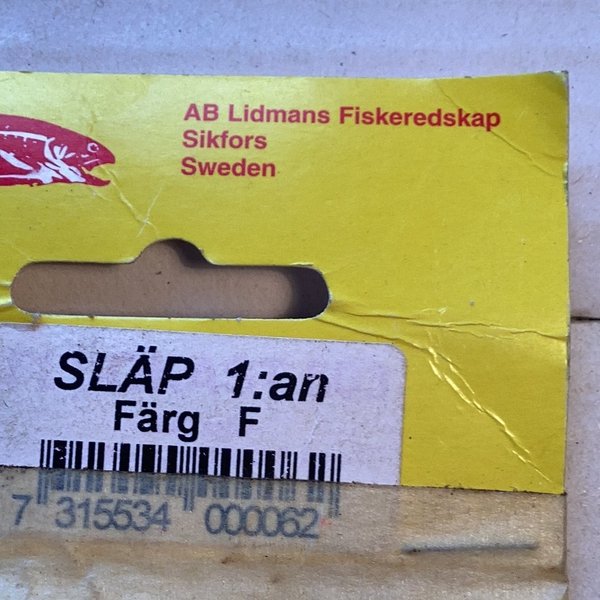 AB Lidmans Fiskeredskap
Sikfors
Sweden
SLÄP 1:an
Färg F
7 315534 000062